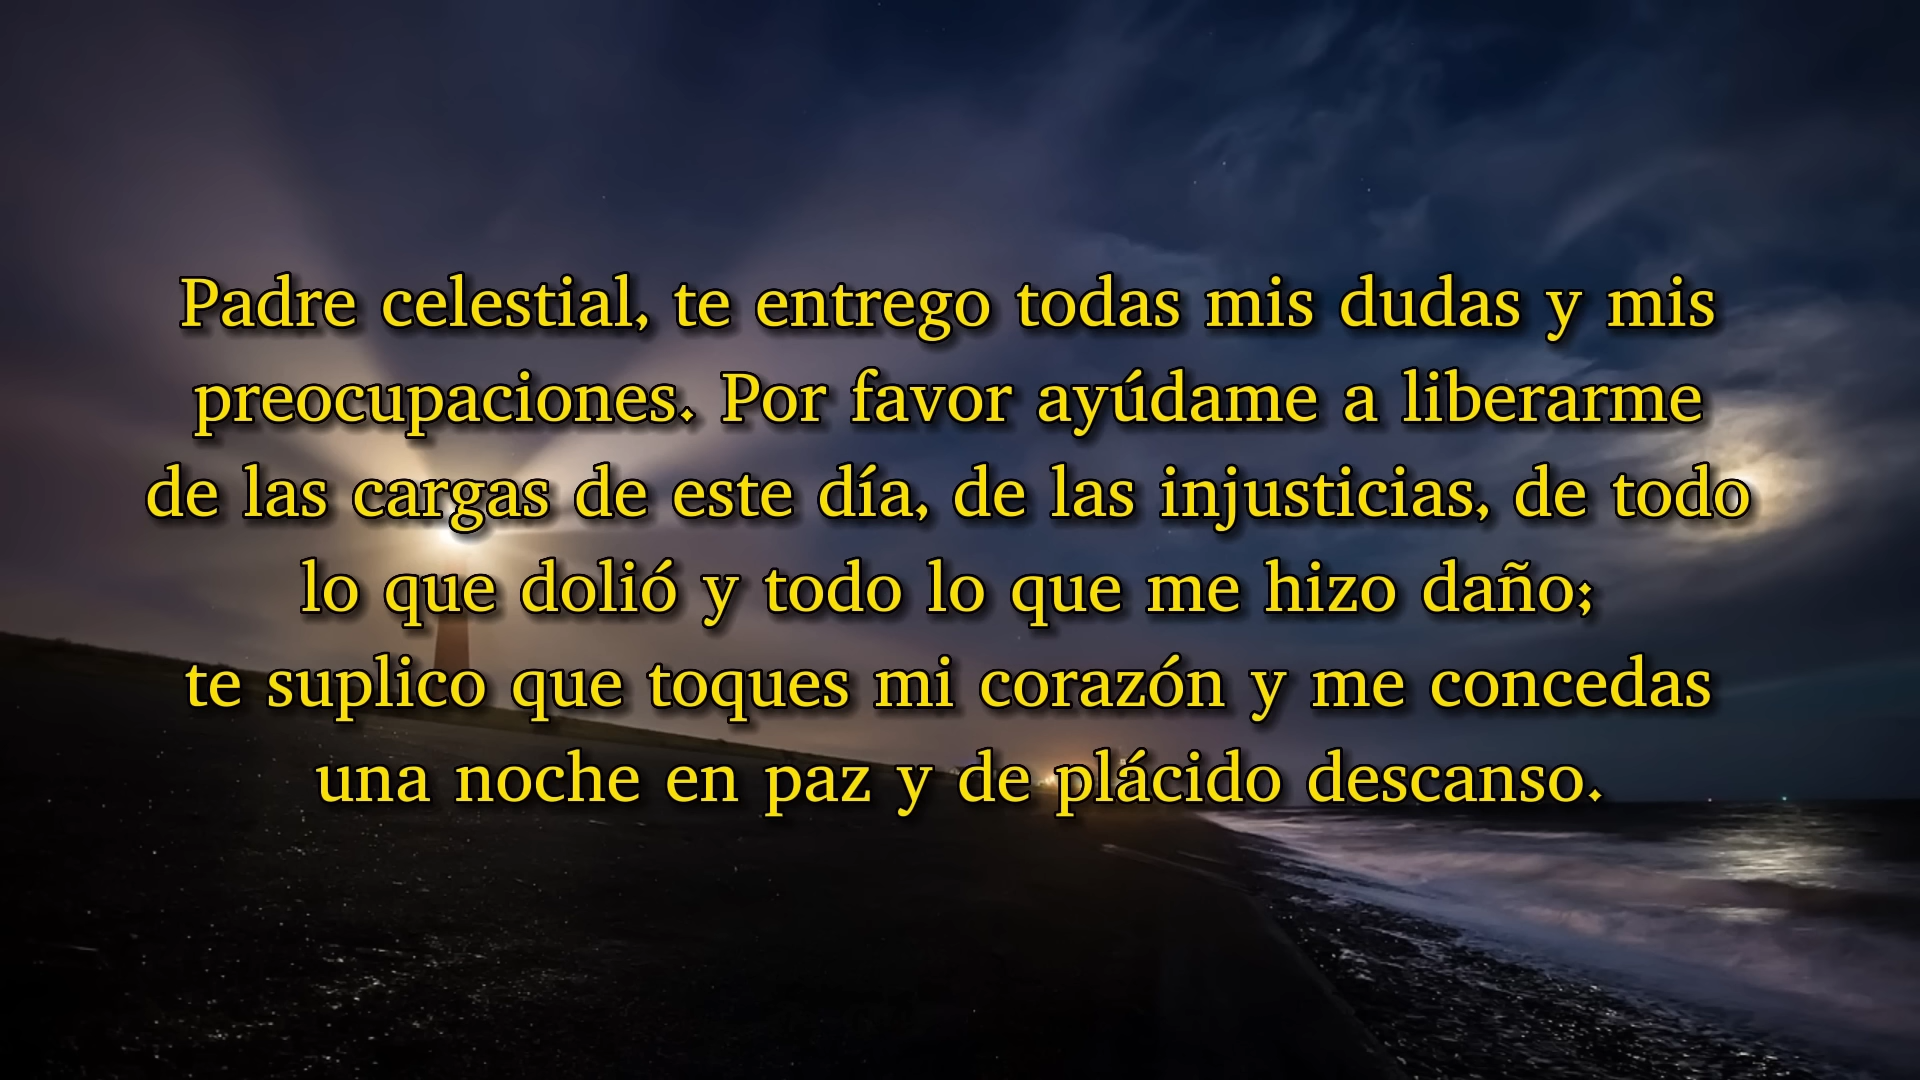 Padre celestial, te entrego todas mis dudas y mis
preocupaciones. Por favor ayúdame a liberarme
de las cargas de este día, de las injusticias, de todo
lo que dolió y todo lo que me hizo daño;
te suplico que toques mi corazón y me concedas
una noche en paz y de plácido descanso.